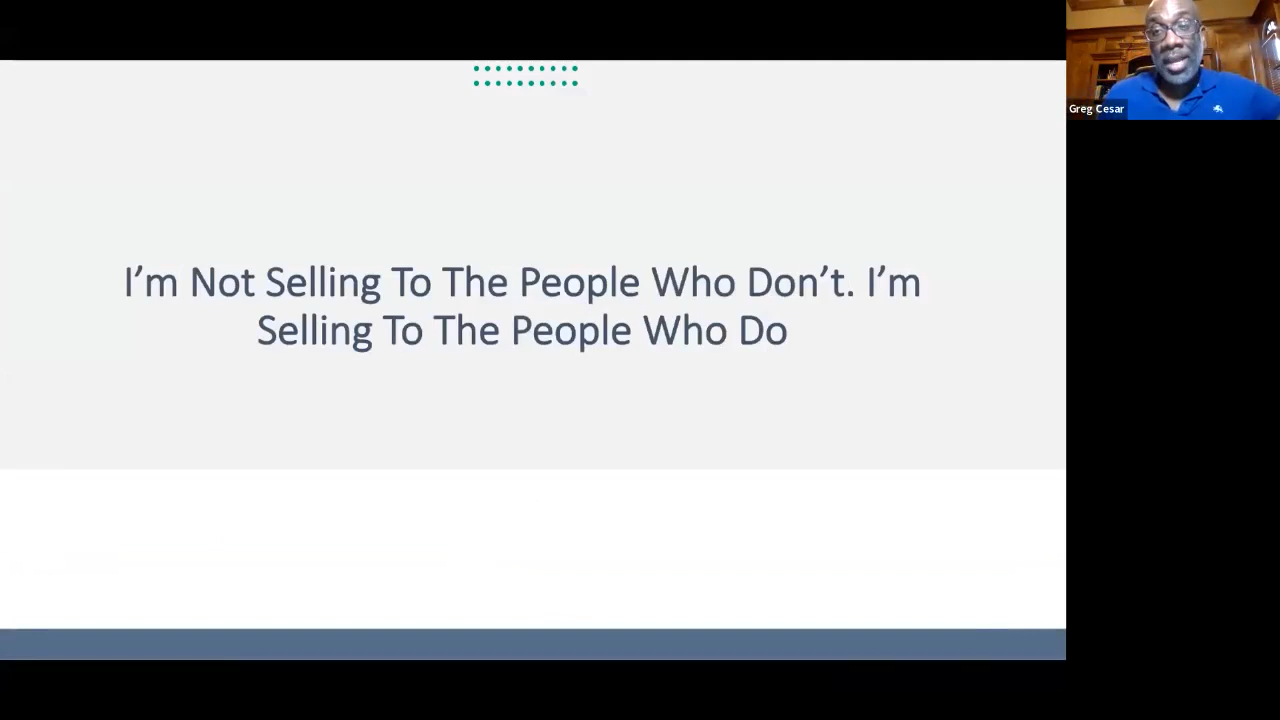 I’m Not Selling To The People Who Don’t. I’m
Selling To The People Who Do
Greg Cesar